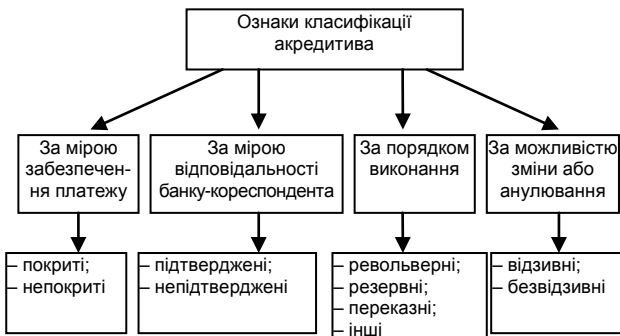 Ознаки класифікації
акредитива
За мірою
забезпечен-
ня платежу
За мірою
відповідальності
банку-кореспондента
За порядком
виконання
За можливістю
зміни або
анулювання
– покриті;
– непокриті
– підтверджені;
– непідтверджені
– револьверні;
– резервні;
– переказні;
– інші
– відзивні;
– безвідзивні